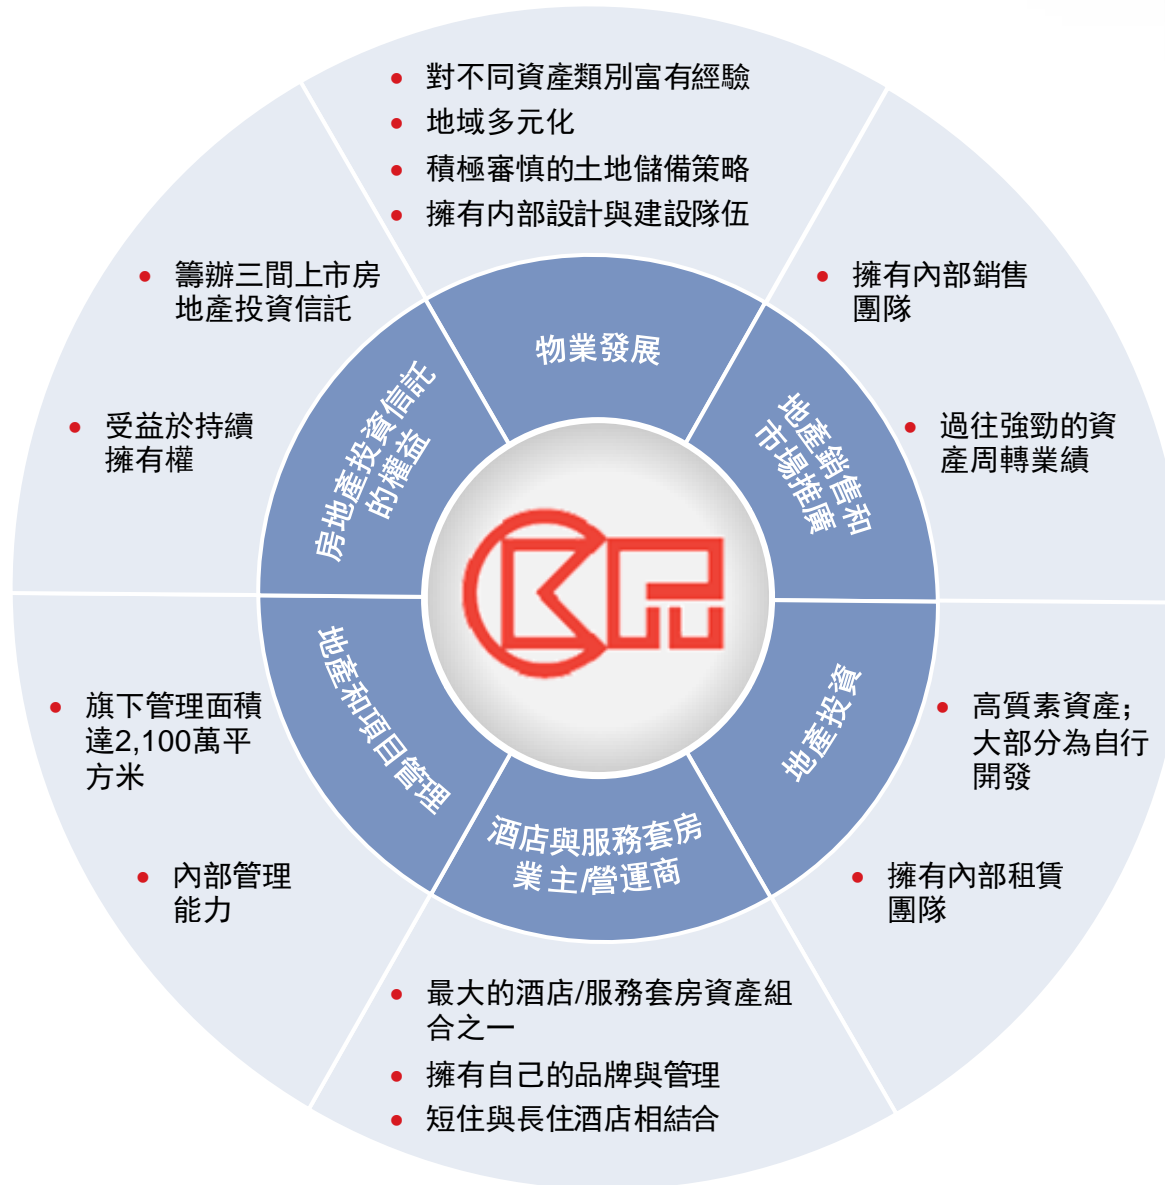 對不同資產類別富有經驗
地域多元化
積極審慎的土地儲備策略
擁有内部設計與建設隊伍
物業發展
擁有內部銷售
團隊
過往強勁的資
產周轉業績
地產銷售和
市場推廣
高質素資產；
大部分為自行
開發
擁有內部租賃
團隊
地產投資
酒店與服務套房
業主/營運商
最大的酒店/服務套房資產組
合之一
擁有自己的品牌與管理
短住與長住酒店相結合
地產和項目管理
旗下管理面積
達2,100萬平
方米
內部管理
能力
房地產投資信託
的權益
籌辦三間上市房
地產投資信託
受益於持續
擁有權